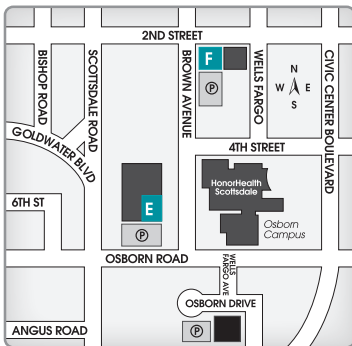 2ND STREET
BISHOP ROAD
SCOTTSDALE ROAD
BROWN AVENUE
F
P
WELLS FARGO
N
W E
S
CIVIC CENTER BOULEVARD
GOLDWATER BLVD
4TH STREET
HonorHealth
Scottsdale
6TH ST
E
P
Osborn
Campus
OSBORN ROAD
WELLS
FARGO AVE
OSBORN DRIVE
ANGUS ROAD
P